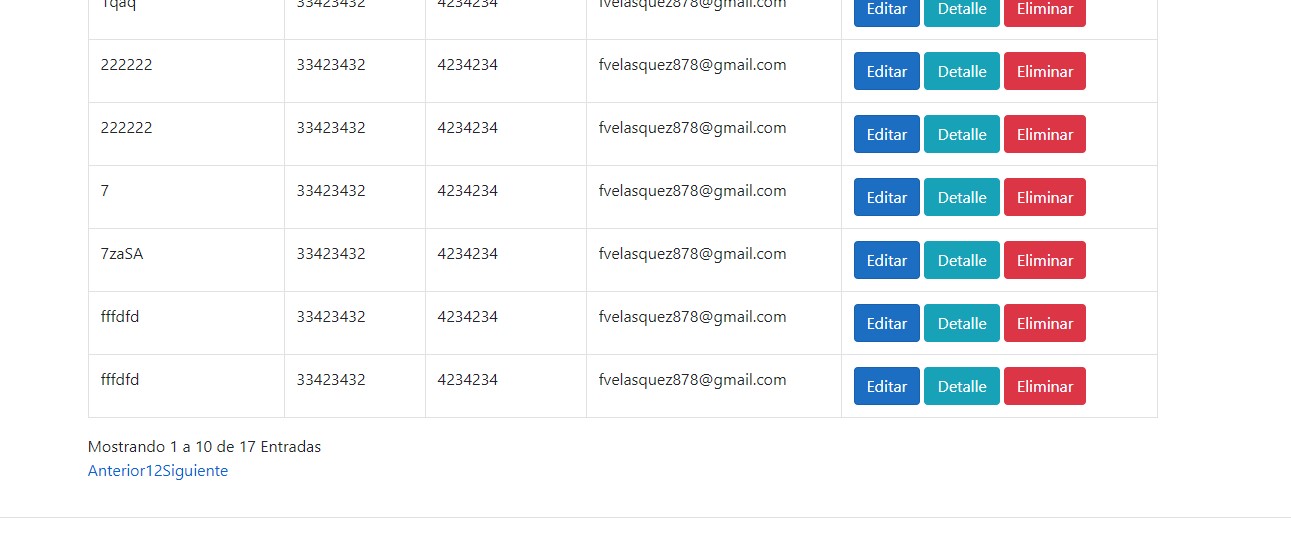 1qaq 33423432 4234234 fvelasquez878@gmail.com Editar Detalle Eliminar
222222 33423432 4234234 fvelasquez878@gmail.com Editar Detalle Eliminar
222222 33423432 4234234 fvelasquez878@gmail.com Editar Detalle Eliminar
7 33423432 4234234 fvelasquez878@gmail.com Editar Detalle Eliminar
7zaSA 33423432 4234234 fvelasquez878@gmail.com Editar Detalle Eliminar
fffdfd 33423432 4234234 fvelasquez878@gmail.com Editar Detalle Eliminar
fffdfd 33423432 4234234 fvelasquez878@gmail.com Editar Detalle Eliminar
Mostrando 1 a 10 de 17 Entradas
Anterior12Siguiente